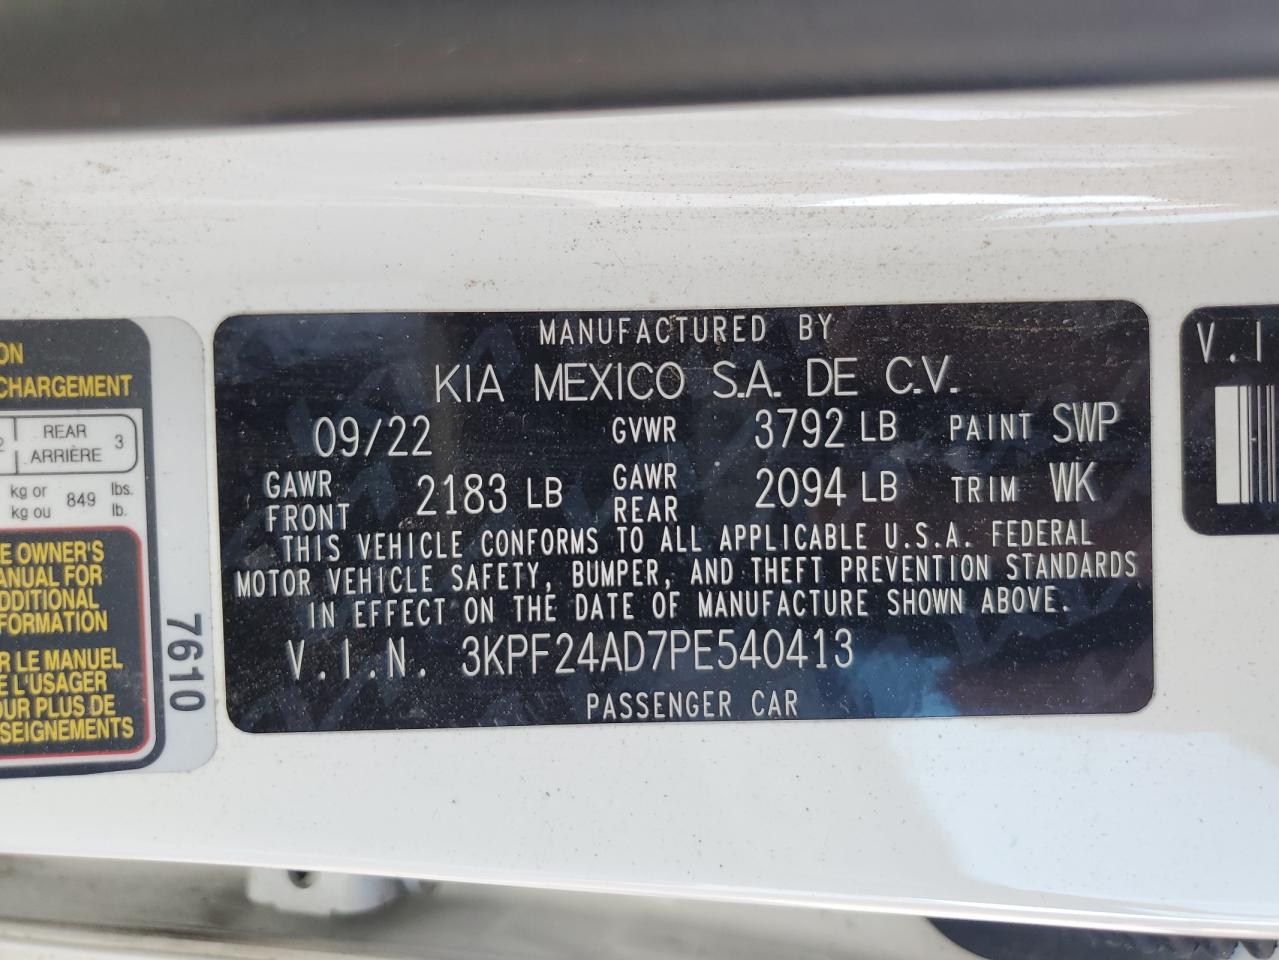 ON
CHARGEMENT
2 REAR ARRIÈRE 3
kg or kg ou 849 lbs. lb.
E OWNER'S
ANUAL FOR
DDITIONAL
FORMATION
R LE MANUEL
E L'USAGER
OUR PLUS DE
SEIGNEMENTS
7610
MANUFACTURED BY
KIA MEXICO S.A. DE C.V.
09/22 GVWR 3792 LB PAINT SWP
GAWR FRONT 2183 LB GAWR REAR 2094 LB TRIM WK
THIS VEHICLE CONFORMS TO ALL APPLICABLE U.S.A. FEDERAL
MOTOR VEHICLE SAFETY, BUMPER, AND THEFT PREVENTION STANDARDS
IN EFFECT ON THE DATE OF MANUFACTURE SHOWN ABOVE.
V.I.N. 3KPF24AD7PE540413
PASSENGER CAR
V.I